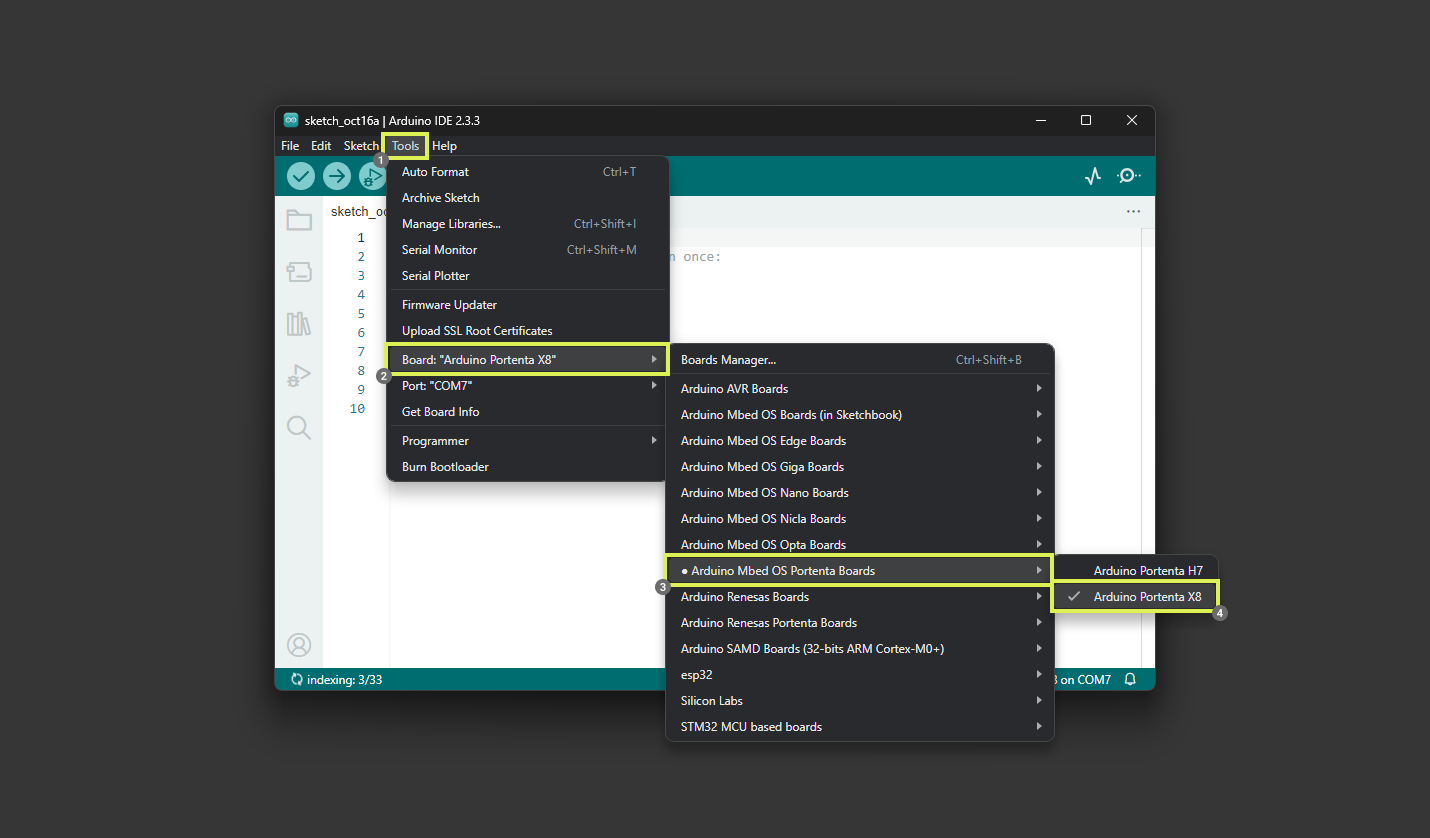 sketch_oct16a | Arduino IDE 2.3.3
File Edit Sketch Tools Help
1
Auto Format Ctrl+T
Archive Sketch
Manage Libraries... Ctrl+Shift+I
Serial Monitor Ctrl+Shift+M
Serial Plotter
Firmware Updater
Upload SSL Root Certificates
Board: "Arduino Portenta X8"
2
Port: "COM7"
Get Board Info
Programmer
Burn Bootloader
sketch_oc
1
2
once:
3
4
5
6
7
8
9
10
Boards Manager... Ctrl+Shift+B
Arduino AVR Boards
Arduino Mbed OS Boards (in Sketchbook)
Arduino Mbed OS Edge Boards
Arduino Mbed OS Giga Boards
Arduino Mbed OS Nano Boards
Arduino Mbed OS Nicla Boards
Arduino Mbed OS Opta Boards
● Arduino Mbed OS Portenta Boards
3
Arduino Renesas Boards
Arduino Renesas Portenta Boards
Arduino SAMD Boards (32-bits ARM Cortex-M0+)
esp32
Silicon Labs
STM32 MCU based boards
Arduino Portenta H7
Arduino Portenta X8
4
indexing: 3/33
on COM7